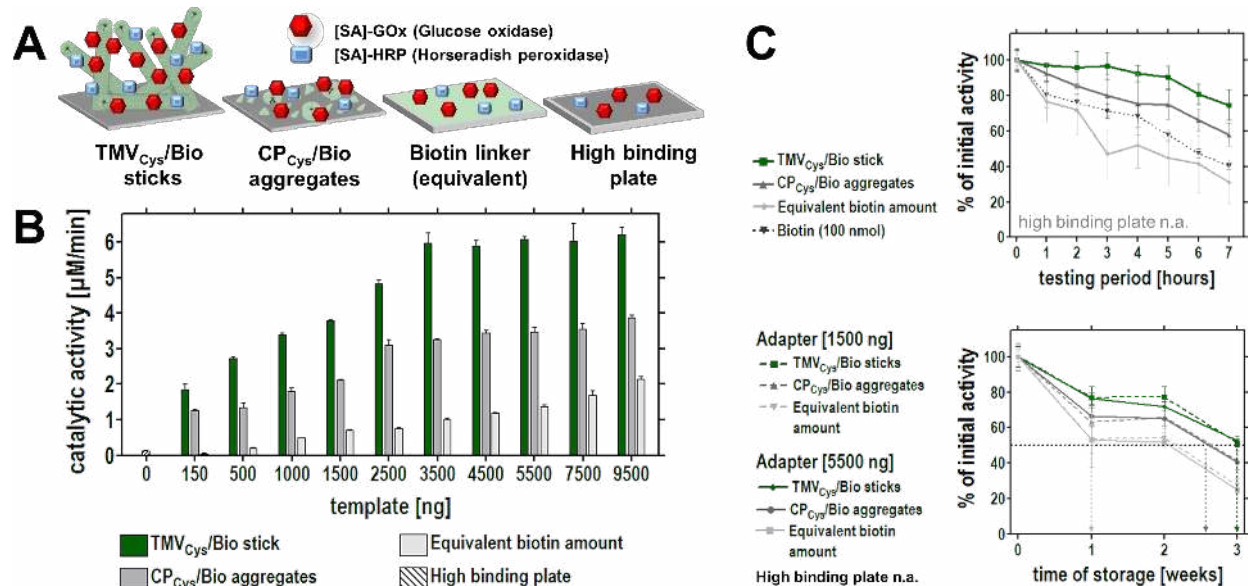 A
[SA]-GOx (Glucose oxidase)
[SA]-HRP (Horseradish peroxidase)
TMVCys/Bio
sticks
CPCys/Bio
aggregates
Biotin linker
(equivalent)
High binding
plate
B
catalytic activity [µM/min]
6
5
4
3
2
1
0
0 150 500 1000 1500 2500 3500 4500 5500 7500 9500
template [ng]
TMVCys/Bio stick
CPCys/Bio aggregates
Equivalent biotin amount
High binding plate
C
TMVCys/Bio stick
CPCys/Bio aggregates
Equivalent biotin amount
Biotin (100 nmol)
% of initial activity
100
80
60
40
20
0
high binding plate n.a.
0 1 2 3 4 5 6 7
testing period [hours]
Adapter [1500 ng]
TMVCys/Bio sticks
CPCys/Bio aggregates
Equivalent biotin
amount
Adapter [5500 ng]
TMVCys/Bio sticks
CPCys/Bio aggregates
Equivalent biotin
amount
High binding plate n.a.
% of initial activity
100
80
60
40
20
0
0 1 2 3
time of storage [weeks]